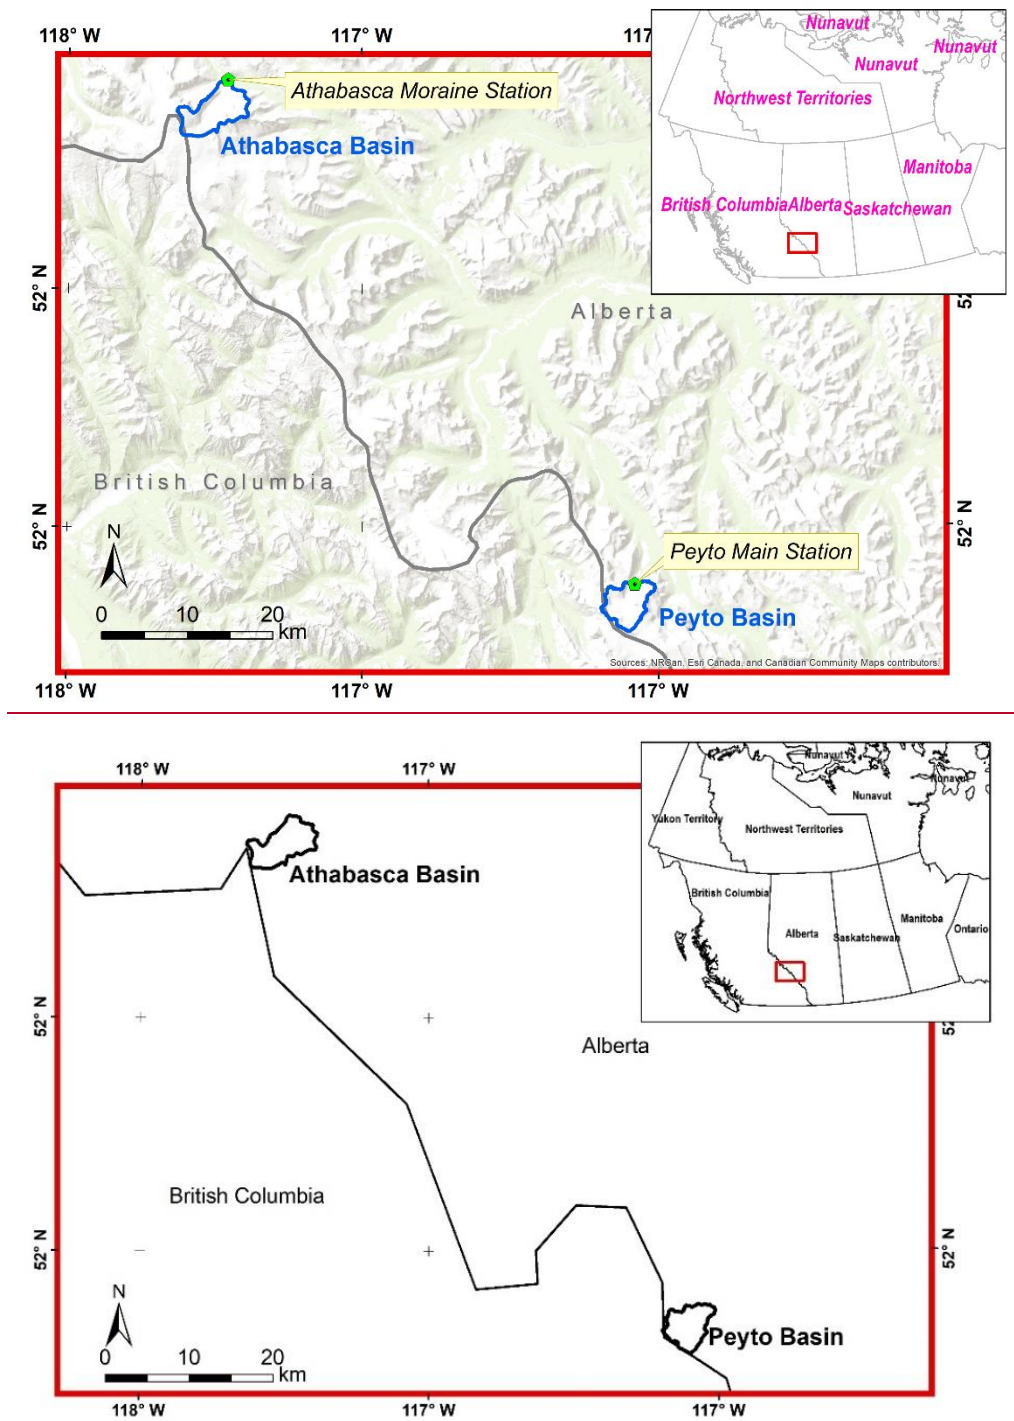 118° W
117° W
117°
Nunavut
Nunavut
Nunavut
Northwest Territories
Manitoba
British Columbia
Alberta
Saskatchewan
Athabasca Moraine Station
Athabasca Basin
52° N
Alberta
British Columbia
52° N
52° N
N
Peyto Main Station
0 10 20
km
Peyto Basin
Sources: NRCan, Esri Canada, and Canadian Community Maps contributors.
118° W
117° W
117° W
118° W
117° W
Nunavut
Nunavut
Nunavut
Yukon Territory
Northwest Territories
British Columbia
Alberta
Saskatchewan
Manitoba
Ontario
Athabasca Basin
52° N
Alberta
British Columbia
52° N
52° N
N
Peyto Basin
0 10 20
km
118° W
117° W
117° W